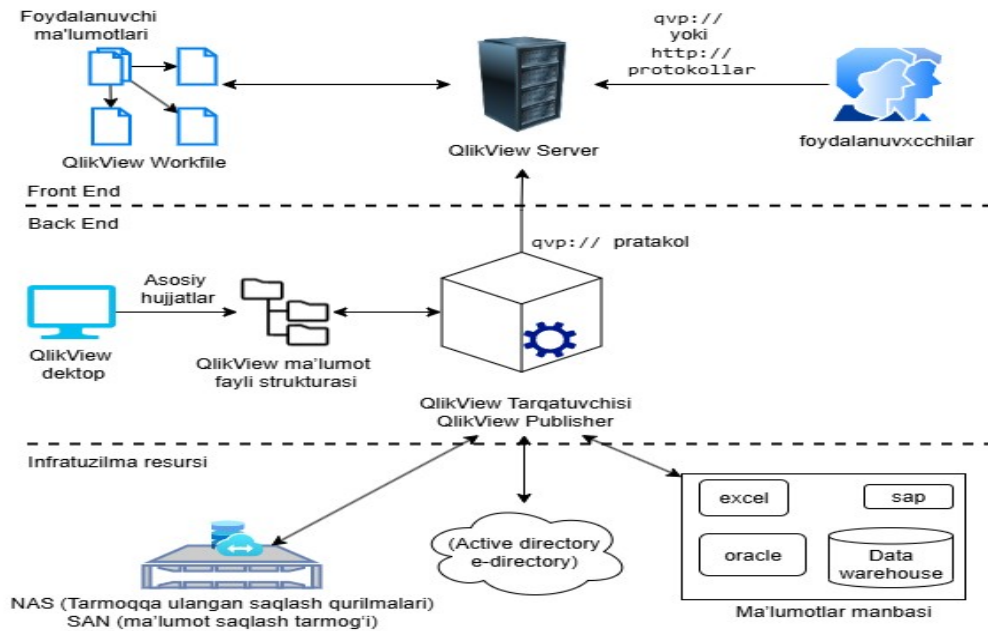 Foydalanuvchi
ma'lumotlari
QlikView Workfile
QlikView Server
qvp://
yoki
http://
protokollar
foydalanuvxcchilar
Front End
Back End
qvp:// pratakol
Asosiy
hujjatlar
QlikView
dektop
QlikView ma'lumot
fayli strukturasi
QlikView Tarqatuvchisi
QlikView Publisher
Infratuzilma resursi
NAS (Tarmoqqa ulangan saqlash qurilmalari)
SAN (ma'lumot saqlash tarmog'i)
(Active directory
e-directory)
excel
sap
oracle
Data
warehouse
Ma'lumotlar manbasi